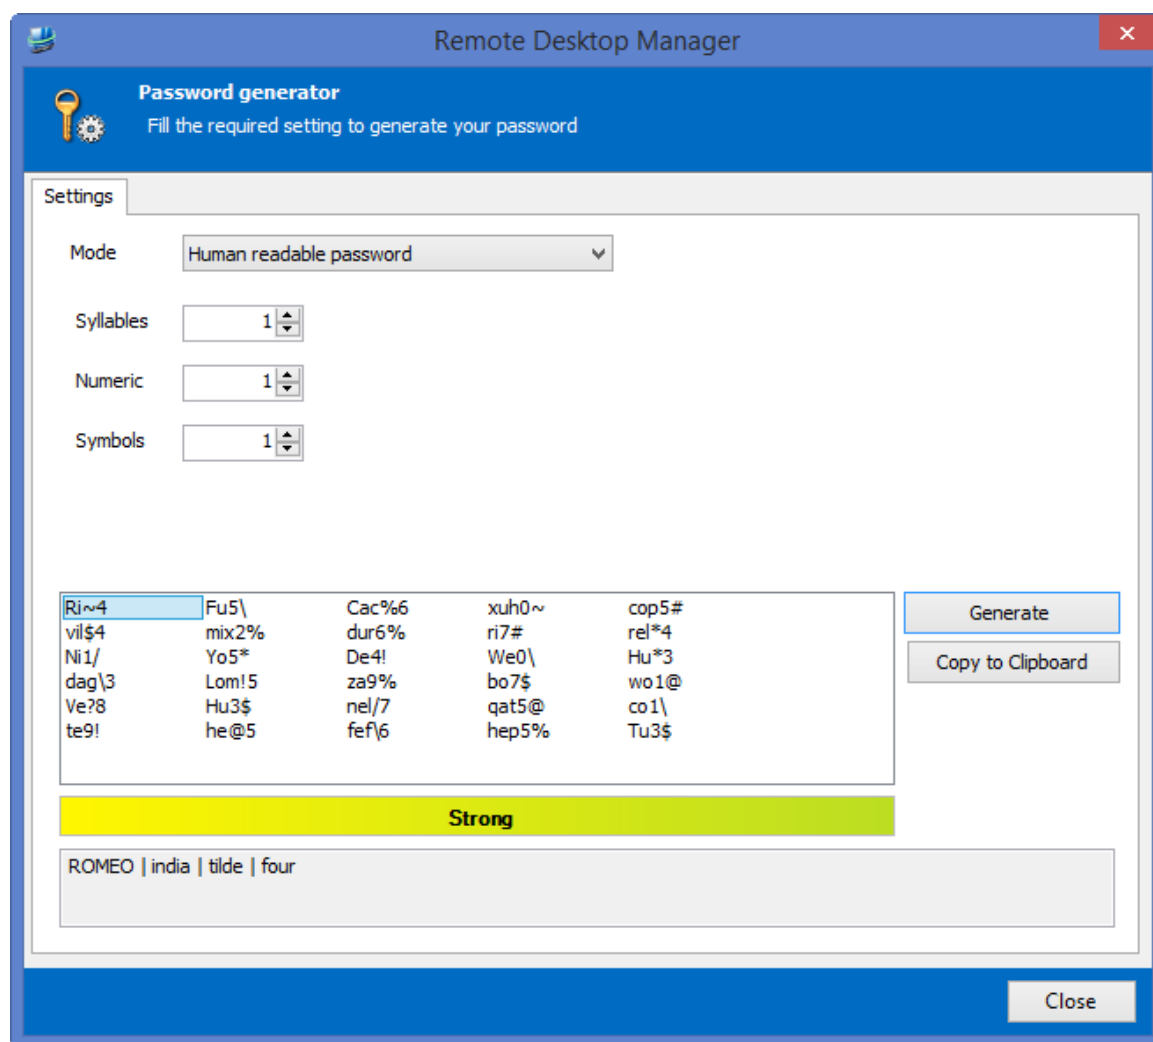 Remote Desktop Manager
Password generator
Fill the required setting to generate your password
Settings
Mode Human readable password
Syllables 1
Numeric 1
Symbols 1
Ri~4 Fu5\ Cac%6 xuh0~ cop5#
vil$4 mix2% dur6% ri7# rel*4
Ni1/ Yo5* De4! We0\ Hu*3
dag\3 Lom!5 za9% bo7$ wo1@
Ve?8 Hu3$ nel/7 qat5@ co1\
te9! he@5 fef\6 hep5% Tu3$
Generate
Copy to Clipboard
Strong
ROMEO | india | tilde | four
Close